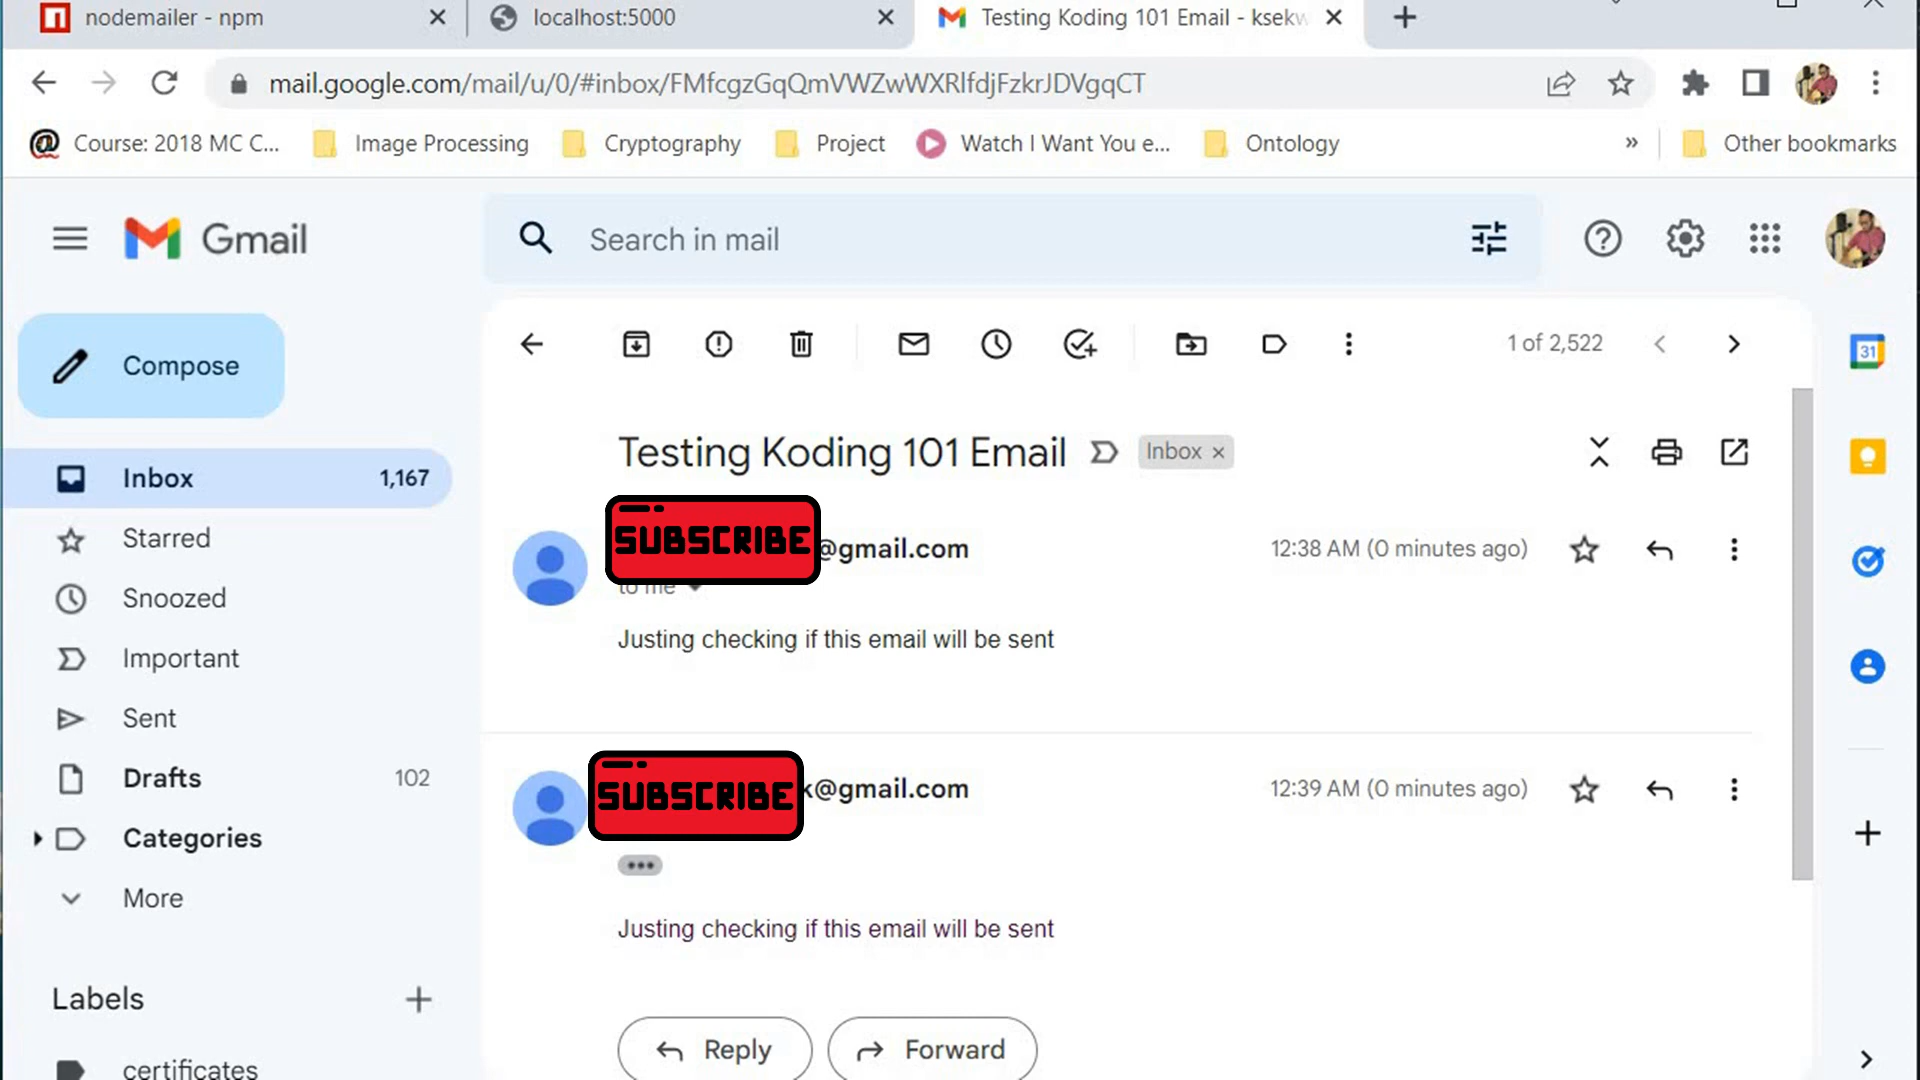 nodemailer - npm
localhost:5000
Testing Koding 101 Email - ksekw
mail.google.com/mail/u/0/#inbox/FMfcgzGqQmVWZwWXRlfdjFzkrJDVgqCT
Course: 2018 MC C...
Image Processing
Cryptography
Project
Watch I Want You e...
Ontology
»
Other bookmarks
Gmail
Search in mail
Compose
1 of 2,522
31
Testing Koding 101 Email
Inbox ×
Inbox 1,167
Starred
Snoozed
Important
Sent
Drafts 102
Categories
More
Labels
certificates
SUBSCRIBE
@gmail.com
12:38 AM (0 minutes ago)
to me
Justing checking if this email will be sent
SUBSCRIBE
k@gmail.com
12:39 AM (0 minutes ago)
Justing checking if this email will be sent
Reply
Forward